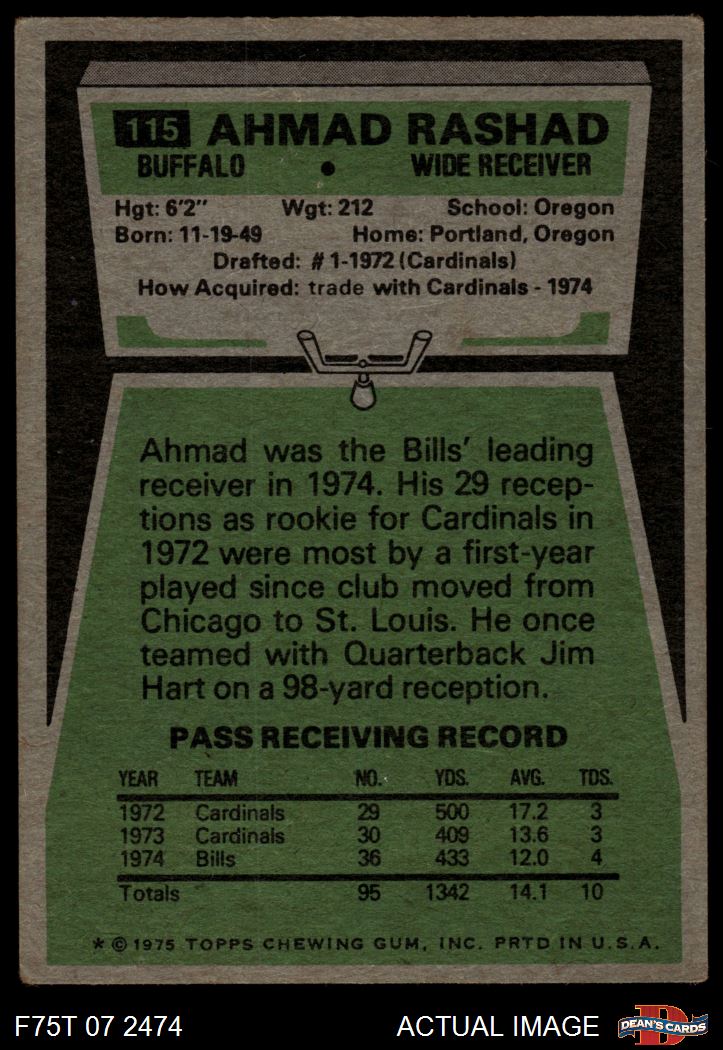 115 AHMAD RASHAD
BUFFALO • WIDE RECEIVER
Hgt: 6'2" Wgt: 212 School: Oregon
Born: 11-19-49 Home: Portland, Oregon
Drafted: #1-1972 (Cardinals)
How Acquired: trade with Cardinals - 1974
Ahmad was the Bills' leading
receiver in 1974. His 29 recep-
tions as rookie for Cardinals in
1972 were most by a first-year
played since club moved from
Chicago to St. Louis. He once
teamed with Quarterback Jim
Hart on a 98-yard reception.
PASS RECEIVING RECORD
YEAR TEAM NO. YDS. AVG. TDS.
1972 Cardinals 29 500 17.2 3
1973 Cardinals 30 409 13.6 3
1974 Bills 36 433 12.0 4
Totals 95 1342 14.1 10
* © 1975 TOPPS CHEWING GUM, INC. PRTD IN U.S.A.
F75T 07 2474 ACTUAL IMAGE DEAN'S CARDS